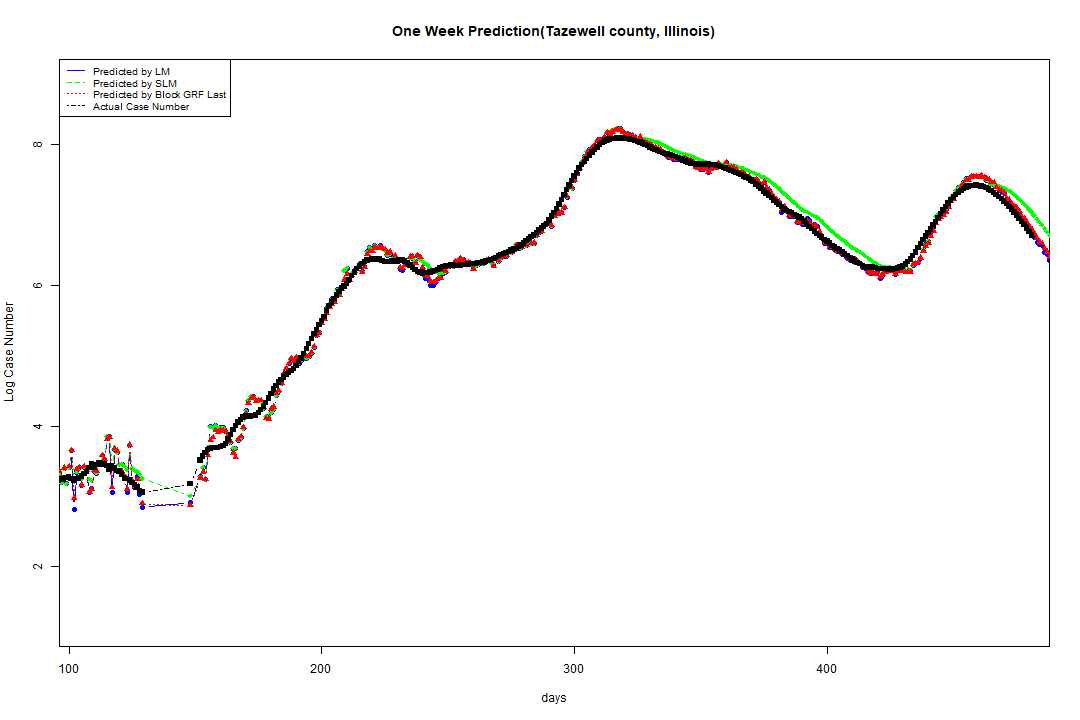 One Week Prediction(Tazewell county, Illinois)
Predicted by LM
Predicted by SLM
Predicted by Block GRF Last
Actual Case Number
8
6
4
2
Log Case Number
100 200 300 400
days